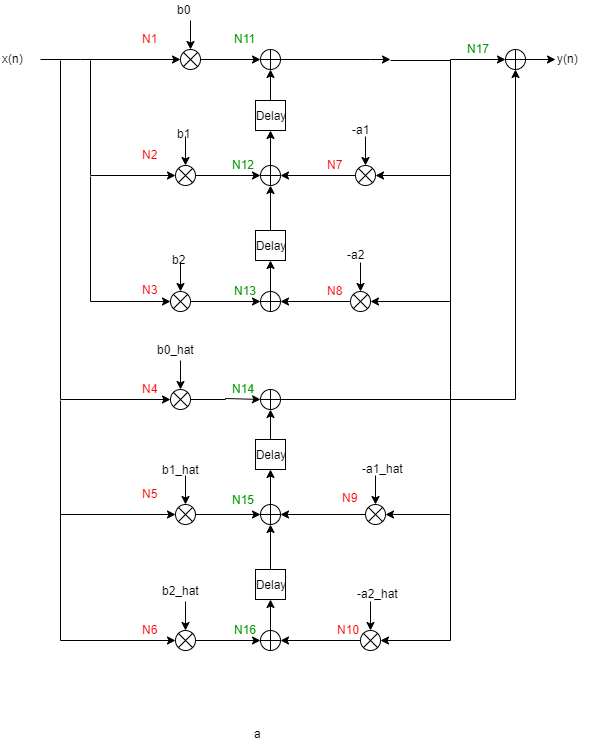 b0
N1 N11 N17
x(n) y(n)
Delay
b1 -a1
N2 N12 N7
Delay
b2 -a2
N3 N13 N8
b0_hat
N4 N14
Delay
b1_hat -a1_hat
N5 N15 N9
Delay
b2_hat -a2_hat
N6 N16 N10
a